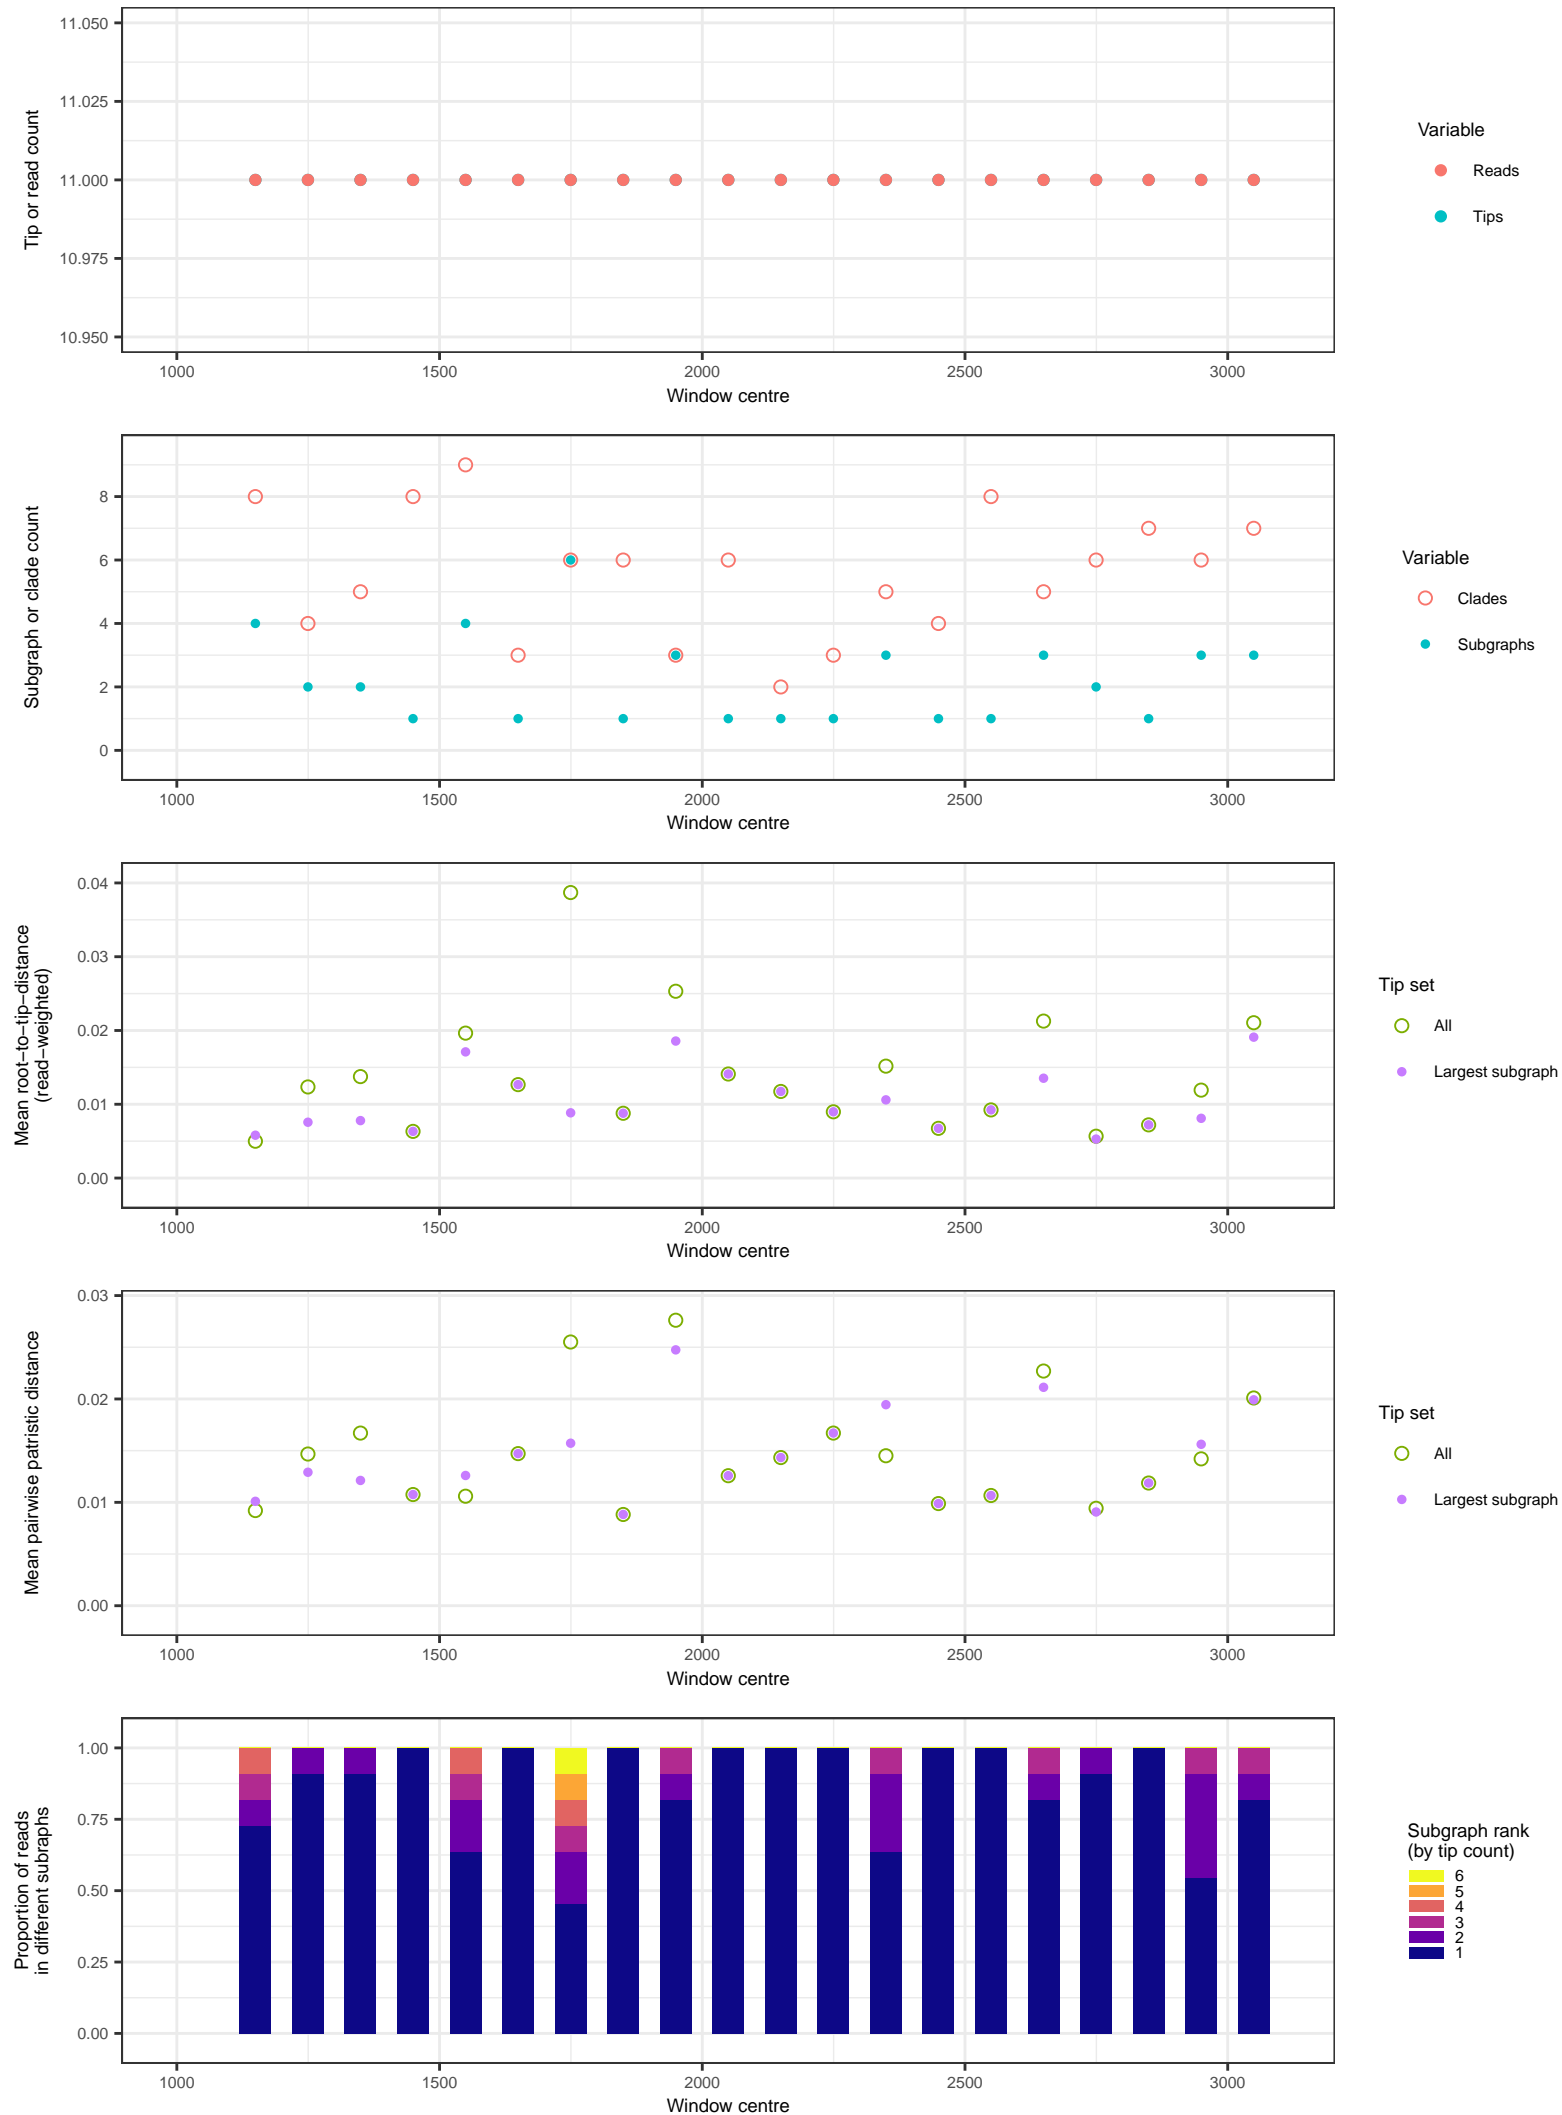 11.050
11.025
11.000
10.975
10.950
Tip or read count
1000 1500 2000 2500 3000
Window centre
Variable
Reads
Tips
8
6
4
2
0
Subgraph or clade count
1000 1500 2000 2500 3000
Window centre
Variable
Clades
Subgraphs
0.04
0.03
0.02
0.01
0.00
Mean root−to−tip−distance
(read−weighted)
1000 1500 2000 2500 3000
Window centre
Tip set
All
Largest subgraph
0.03
0.02
0.01
0.00
Mean pairwise patristic distance
1000 1500 2000 2500 3000
Window centre
Tip set
All
Largest subgraph
1.00
0.75
0.50
0.25
0.00
Proportion of reads
in different subraphs
1000 1500 2000 2500 3000
Window centre
Subgraph rank
(by tip count)
6
5
4
3
2
1